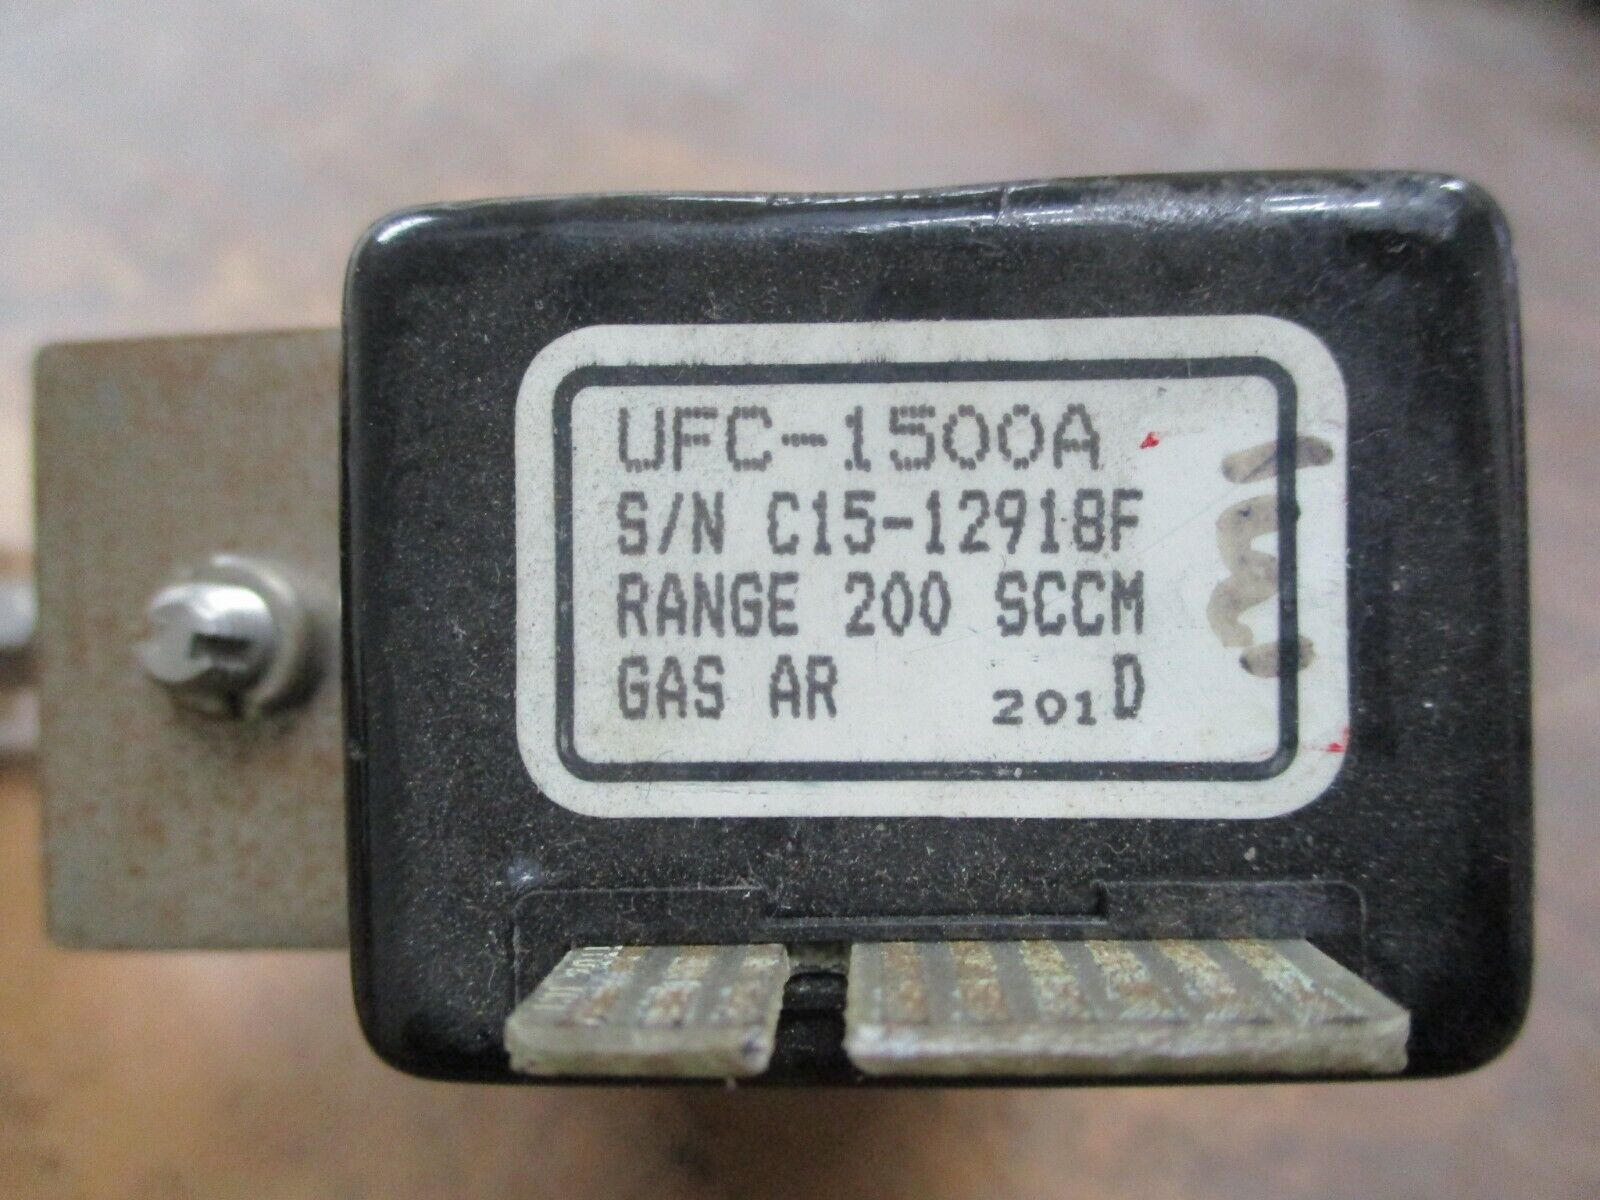 UFC-1500A
S/N C15-12918F
RANGE 200 SCCM
GAS AR 201D